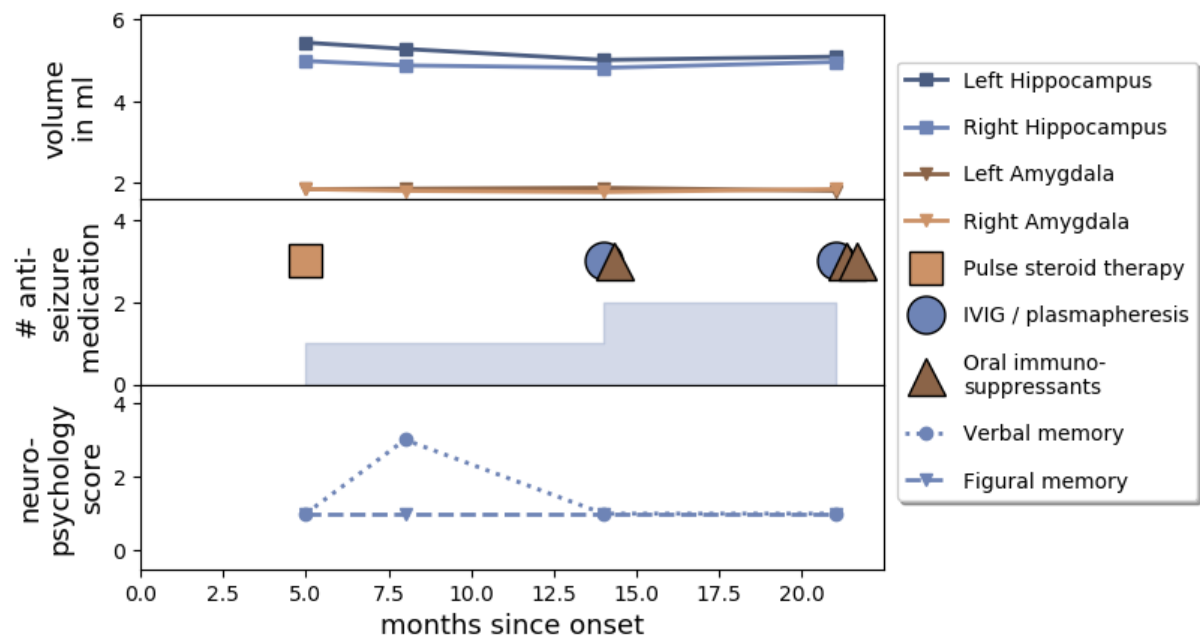 volume
in ml
6
4
2
# anti-
seizure
medication
4
2
0
neuro-
psychology
score
4
2
0
0.0 2.5 5.0 7.5 10.0 12.5 15.0 17.5 20.0
months since onset
Left Hippocampus
Right Hippocampus
Left Amygdala
Right Amygdala
Pulse steroid therapy
IVIG / plasmapheresis
Oral immuno-
suppressants
Verbal memory
Figural memory